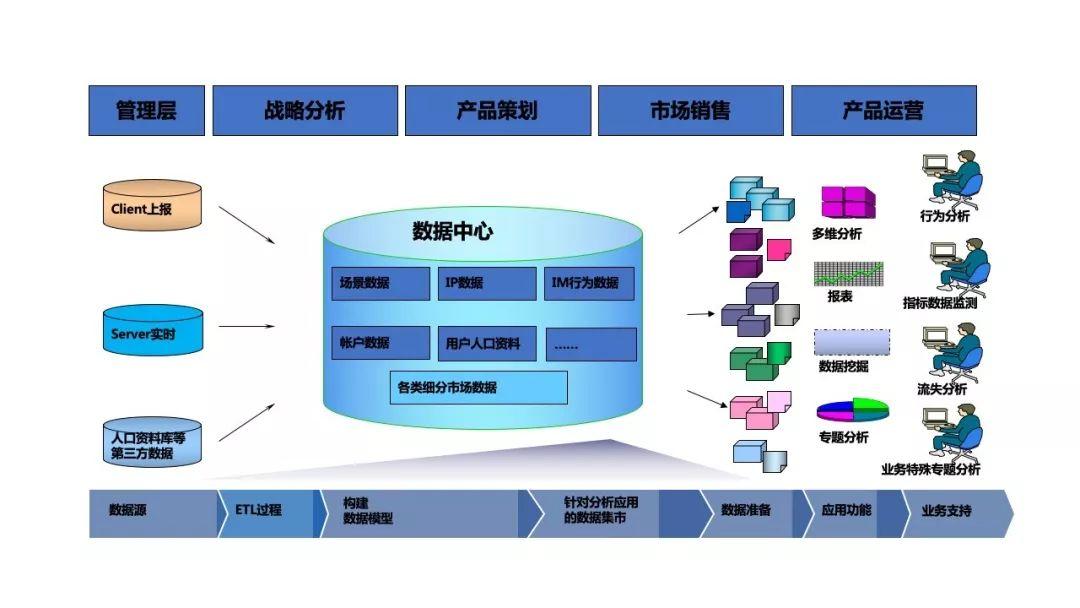 管理层
战略分析
产品策划
市场销售
产品运营
Client上报
Server实时
人口资料库等
第三方数据
数据中心
场景数据
IP数据
IM行为数据
帐户数据
用户人口资料
......
各类细分市场数据
多维分析
报表
数据挖掘
专题分析
行为分析
指标数据监测
流失分析
业务特殊专题分析
数据源
ETL过程
构建
数据模型
针对分析应用
的数据集市
数据准备
应用功能
业务支持